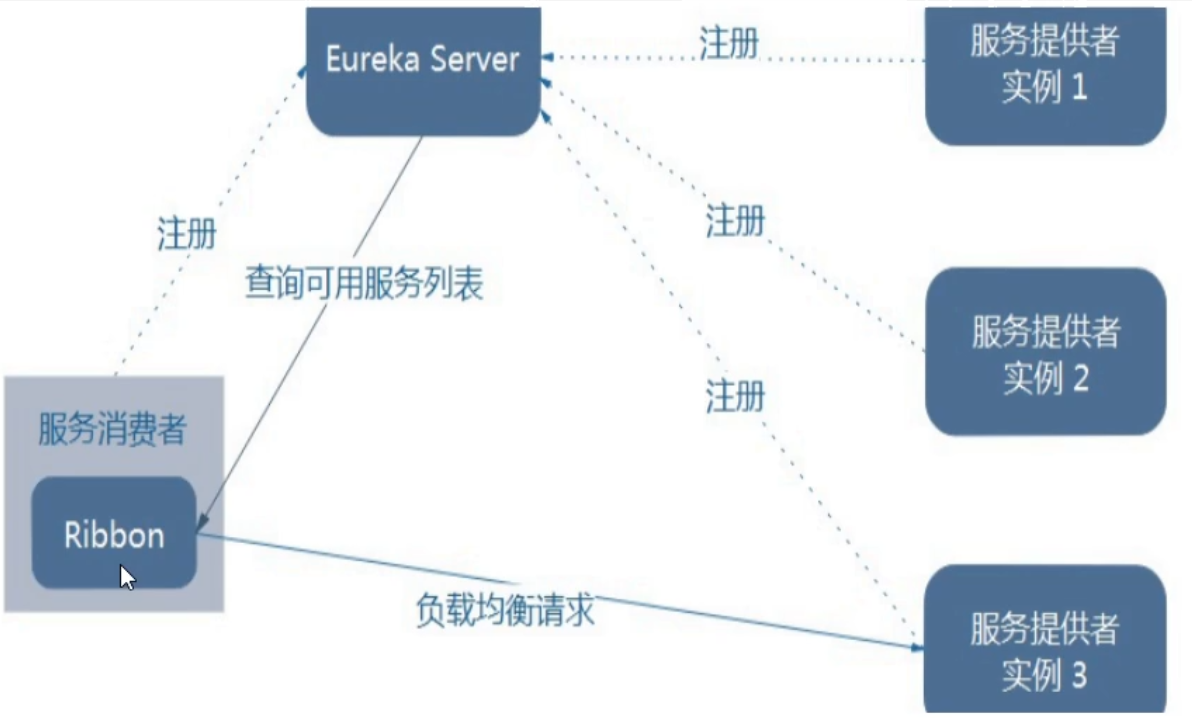 Eureka Server
注册
服务提供者
实例 1
注册
注册
查询可用服务列表
服务提供者
实例 2
注册
服务消费者
Ribbon
负载均衡请求
服务提供者
实例 3